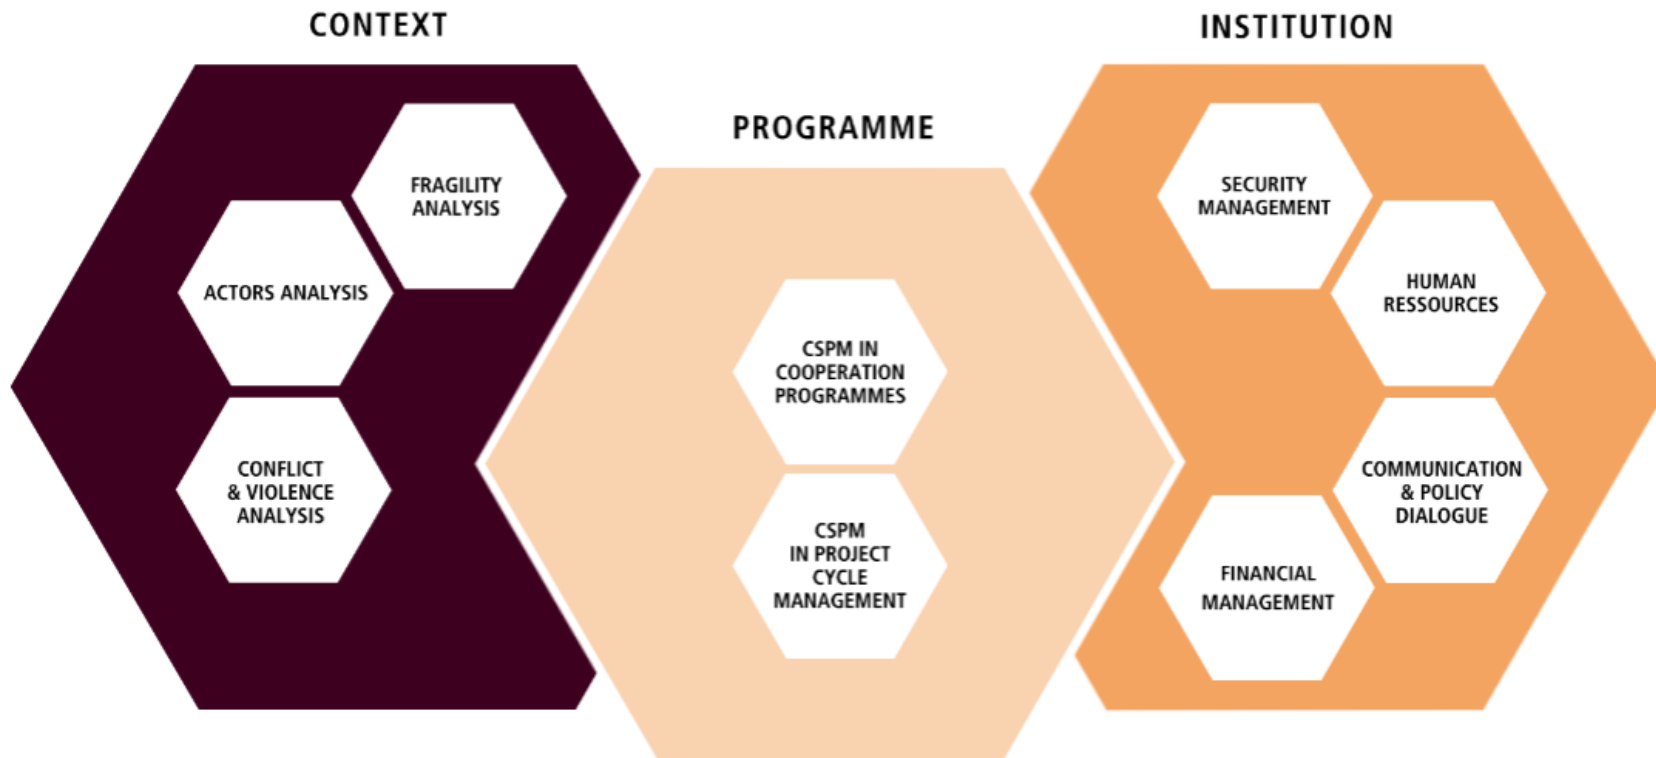 CONTEXT
FRAGILITY
ANALYSIS
ACTORS ANALYSIS
CONFLICT
& VIOLENCE
ANALYSIS
PROGRAMME
CSPM IN
COOPERATION
PROGRAMMES
CSPM
IN PROJECT
CYCLE
MANAGEMENT
INSTITUTION
SECURITY
MANAGEMENT
HUMAN
RESSOURCES
COMMUNICATION
& POLICY
DIALOGUE
FINANCIAL
MANAGEMENT